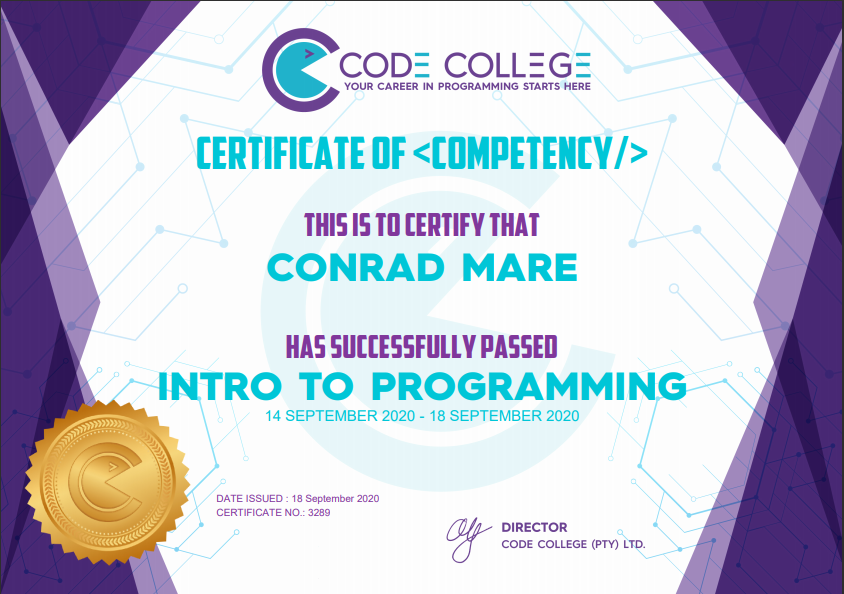 CODE COLLEGE
YOUR CAREER IN PROGRAMMING STARTS HERE
CERTIFICATE OF <COMPETENCY/>
THIS IS TO CERTIFY THAT
CONRAD MARE
HAS SUCCESSFULLY PASSED
INTRO TO PROGRAMMING
14 SEPTEMBER 2020 - 18 SEPTEMBER 2020
DATE ISSUED : 18 September 2020
CERTIFICATE NO.: 3289
DIRECTOR
CODE COLLEGE (PTY) LTD.